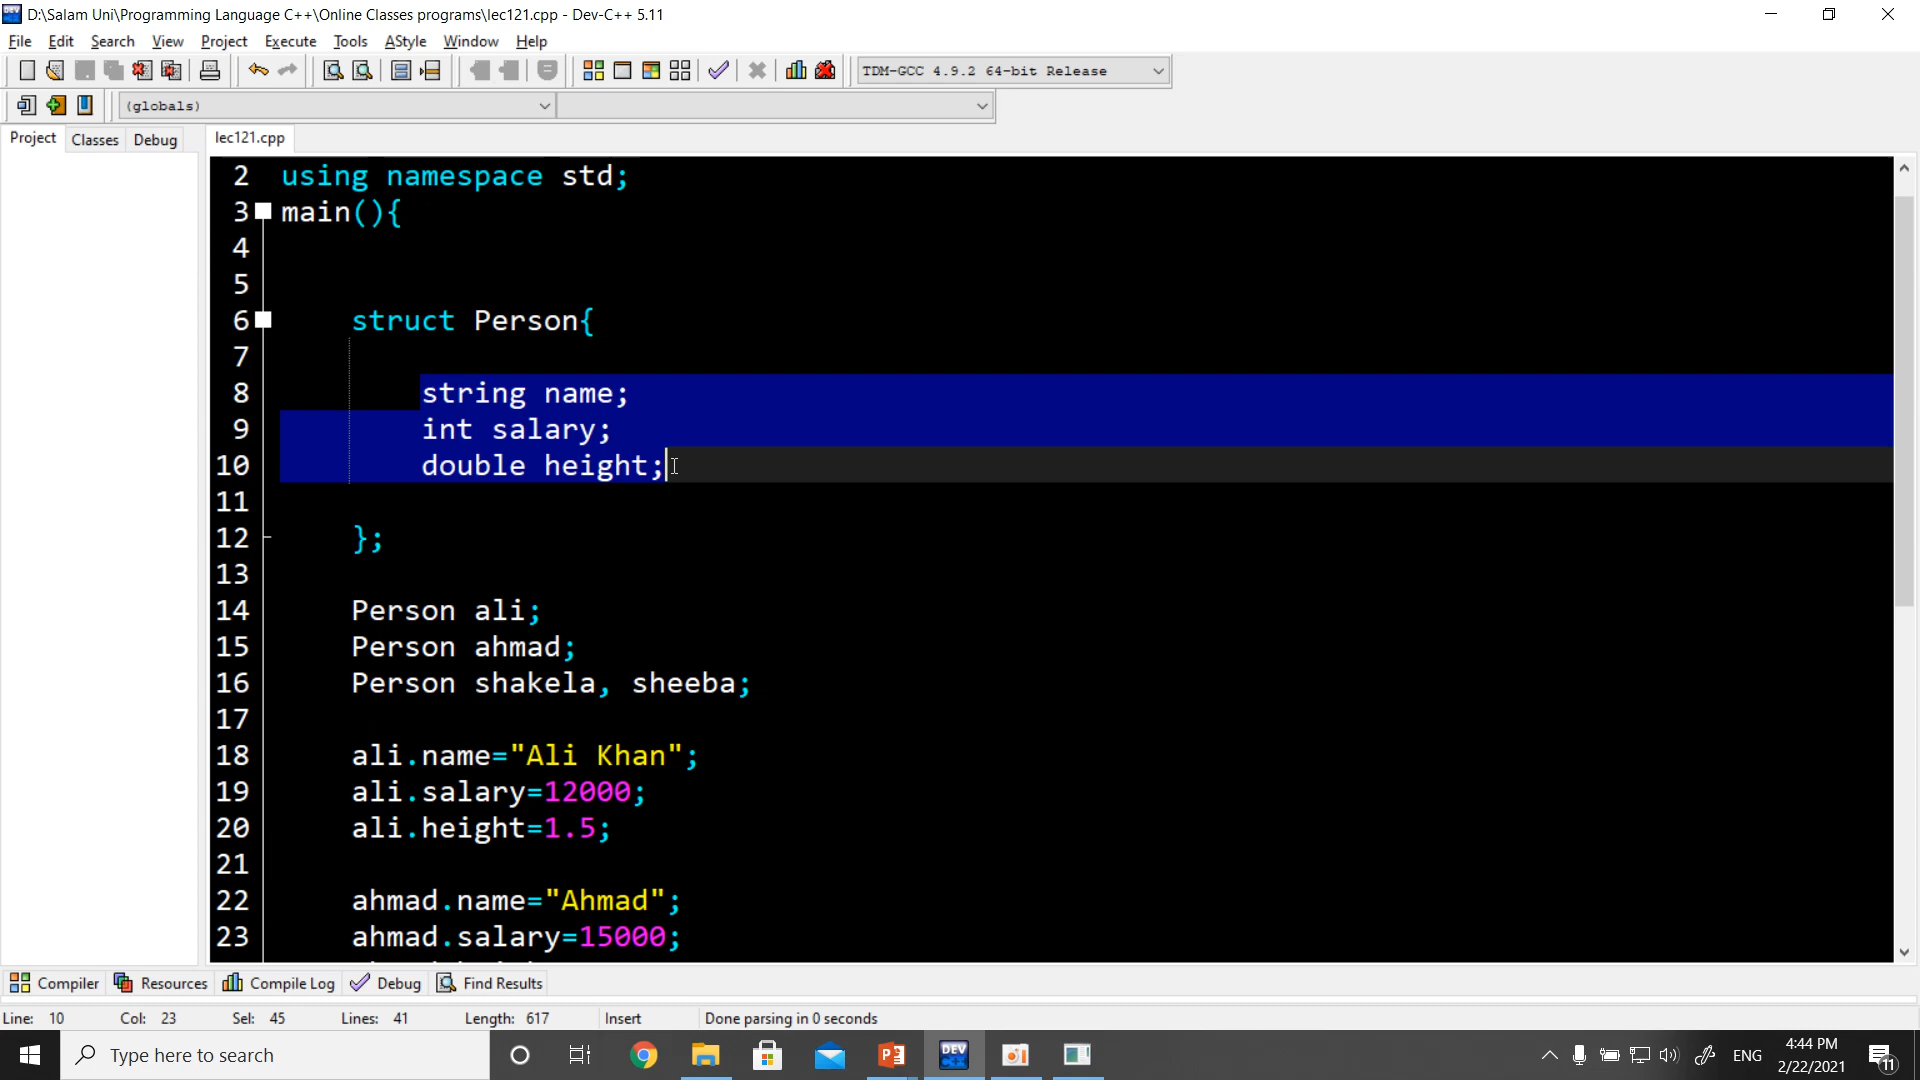 D:\Salam Uni\Programming Language C++\Online Classes programs\lec121.cpp - Dev-C++ 5.11
File Edit Search View Project Execute Tools AStyle Window Help
TDM-GCC 4.9.2 64-bit Release
(globals)
Project Classes Debug lec121.cpp
2 using namespace std;
3 main(){
4
5
6 struct Person{
7
8 string name;
9 int salary;
10 double height;
11
12 };
13
14 Person ali;
15 Person ahmad;
16 Person shakela, sheeba;
17
18 ali.name="Ali Khan";
19 ali.salary=12000;
20 ali.height=1.5;
21
22 ahmad.name="Ahmad";
23 ahmad.salary=15000;
Compiler Resources Compile Log Debug Find Results
Line: 10 Col: 23 Sel: 45 Lines: 41 Length: 617 Insert Done parsing in 0 seconds
Type here to search
DEV
ENG
4:44 PM
2/22/2021
11